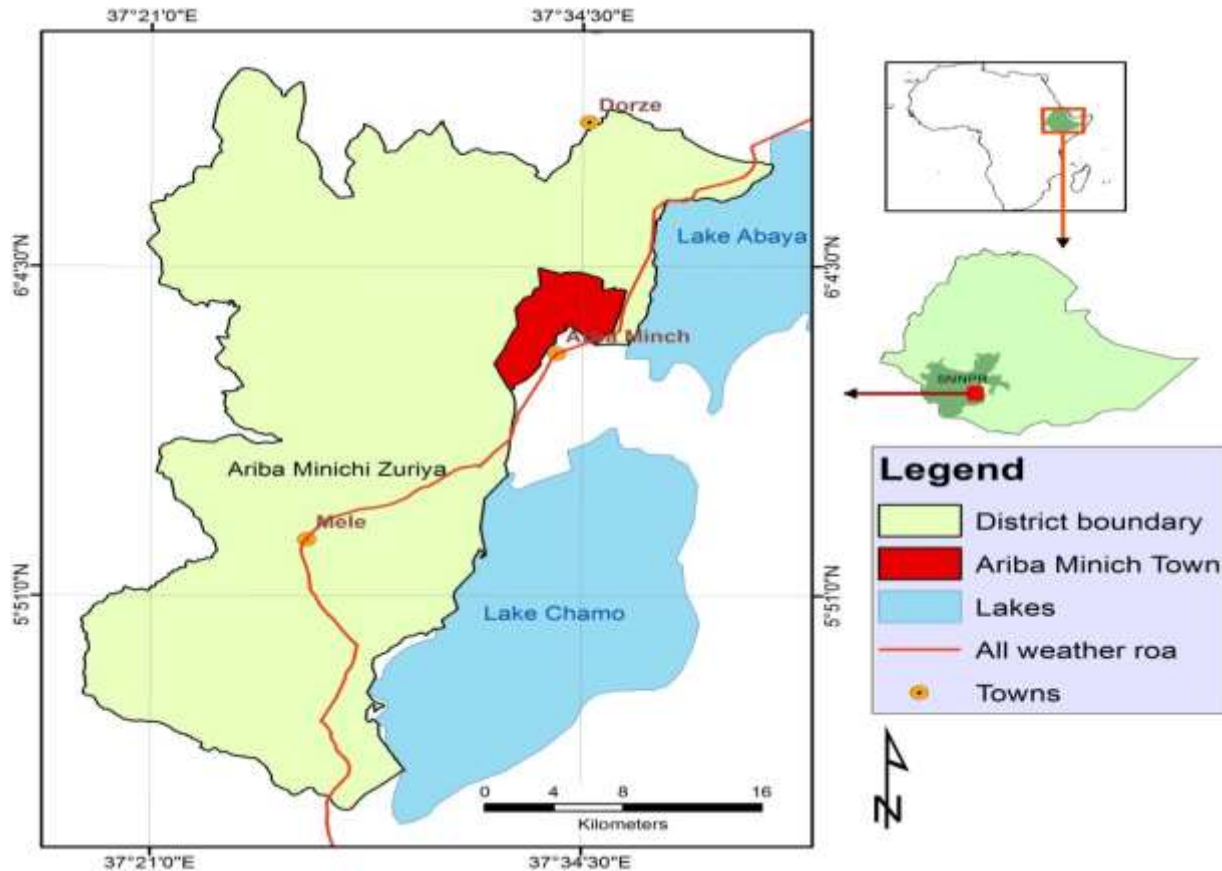 37°21'0"E
37°34'30"E
Dorze
Lake Abaya
6°4'30"N
6°4'30"N
Arba Minch
SNNPR
Ariba Minichi Zuriya
Mele
5°51'0"N
5°51'0"N
Lake Chamo
Legend
District boundary
Ariba Minich Town
Lakes
All weather roa
Towns
0 4 8 16
Kilometers
N
37°21'0"E
37°34'30"E